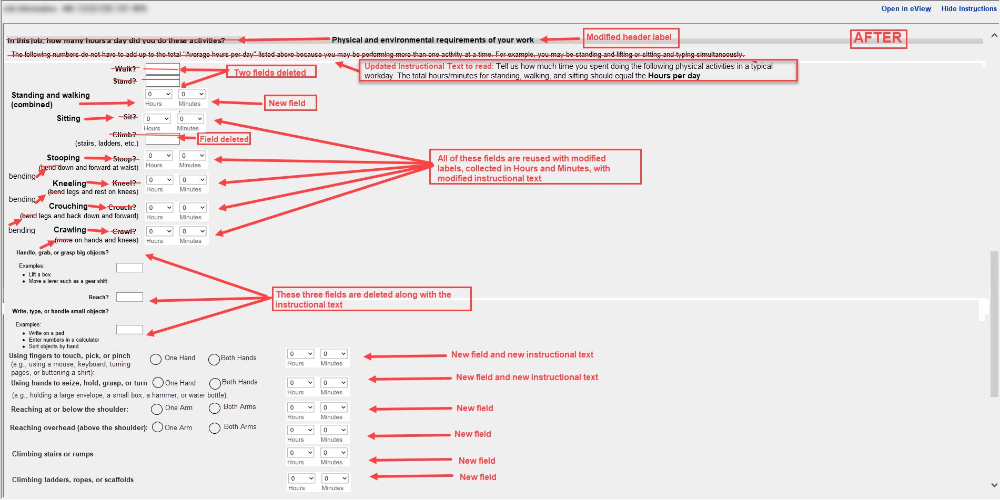 Open in eView Hide Instructions
In this job, how many hours a day did you do these activities? Physical and environmental requirements of your work Modified header label AFTER
The following numbers do not have to add up to the total "Average hours per day" listed above because you may be performing more than one activity at a time. For example, you may be standing and lifting or sitting and typing simultaneously.
Walk? Two fields deleted
Updated Instructional Text to read: Tell us how much time you spent doing the following physical activities in a typical
workday. The total hours/minutes for standing, walking, and sitting should equal the Hours per day.
Stand?
Standing and walking 0 0
(combined) Hours Minutes New field
Sitting Sit? 0 0
Hours Minutes
Climb?
(stairs, ladders, etc.) Field deleted
Stooping Stoop? 0 0
(bend down and forward at waist) Hours Minutes
bending
All of these fields are reused with modified
labels, collected in Hours and Minutes, with
modified instructional text
Kneeling Kneel? 0 0
(bend legs and rest on knees) Hours Minutes
bending
Crouching Crouch? 0 0
(bend legs and back down and forward) Hours Minutes
bending
Crawling Crawl? 0 0
(move on hands and knees) Hours Minutes
Handle, grab, or grasp big objects?
Examples:
• Lift a box
• Move a lever such as a gear shift
Reach?
These three fields are deleted along with the
instructional text
Write, type, or handle small objects?
Examples:
• Write on a pad
• Enter numbers in a calculator
• Sort objects by hand
Using fingers to touch, pick, or pinch One Hand Both Hands 0 0 New field and new instructional text
(e.g., using a mouse, keyboard, turning Hours Minutes
pages, or buttoning a shirt):
Using hands to seize, hold, grasp, or turn One Hand Both Hands 0 0 New field and new instructional text
(e.g., holding a large envelope, a small box, a hammer, or water bottle): Hours Minutes
Reaching at or below the shoulder: One Arm Both Arms 0 0 New field
Hours Minutes
Reaching overhead (above the shoulder): One Arm Both Arms 0 0 New field
Hours Minutes
Climbing stairs or ramps 0 0 New field
Hours Minutes
Climbing ladders, ropes, or scaffolds 0 0 New field
Hours Minutes